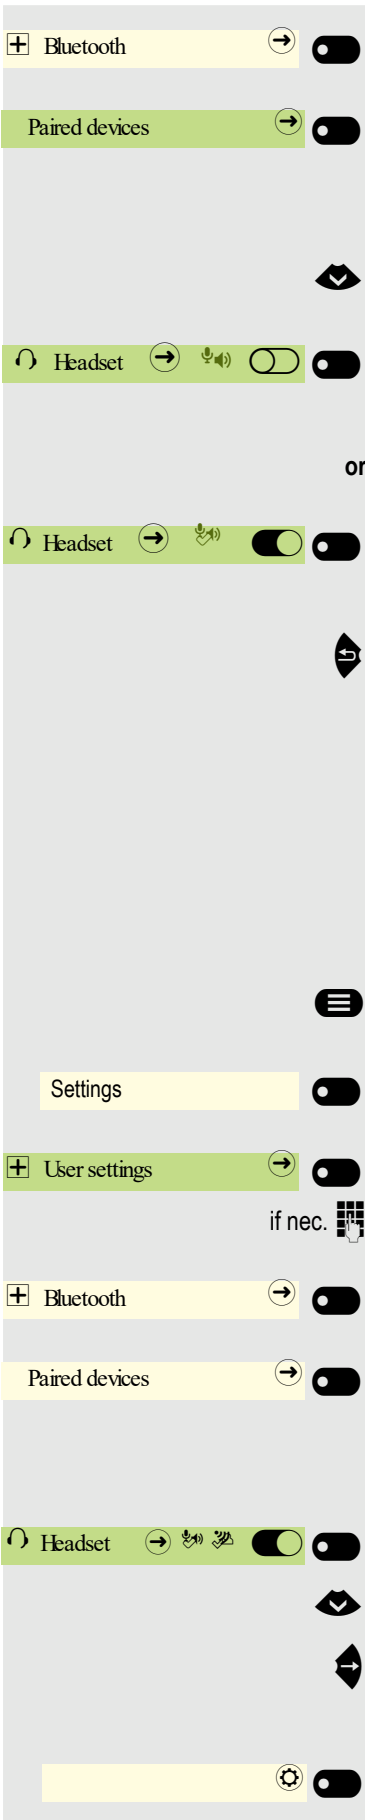 Bluetooth
Paired devices
Headset
or
Headset
Settings
User settings
if nec.
Bluetooth
Paired devices
Headset